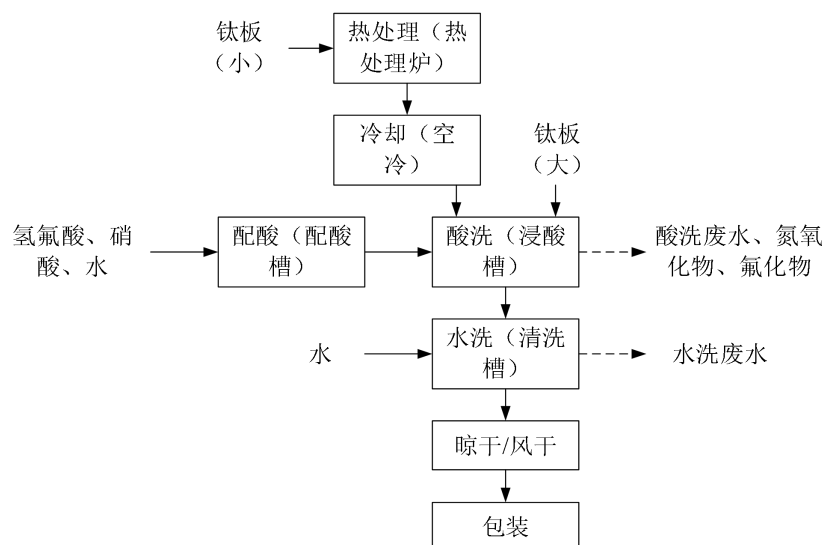 钛板
（小）
热处理（热
处理炉）
冷却（空
冷）
钛板
（大）
氢氟酸、硝
酸、水
配酸（配酸
槽）
酸洗（浸酸
槽）
酸洗废水、氮氧
化物、氟化物
水
水洗（清洗
槽）
水洗废水
晾干/风干
包装